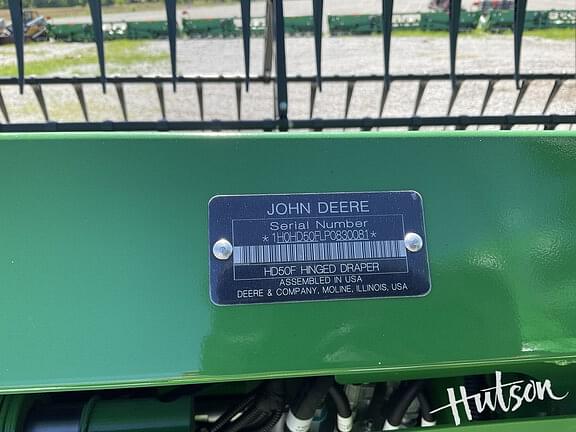 JOHN DEERE
Serial Number
*1H0HD50FLP0830081*
HD50F HINGED DRAPER
ASSEMBLED IN USA
DEERE & COMPANY, MOLINE, ILLINOIS, USA
Hutson